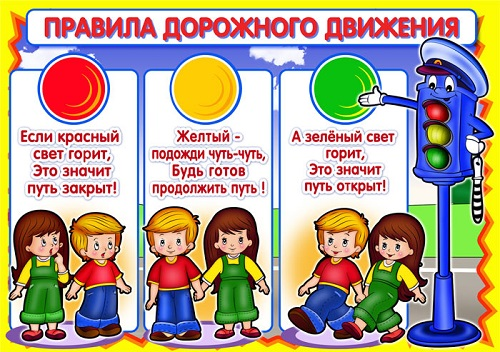 ПРАВИЛА ДОРОЖНОГО ДВИЖЕНИЯ
Если красный
свет горит,
Это значит
путь закрыт!
Желтый -
подожди чуть-чуть,
Будь готов
продолжить путь !
А зелёный свет
горит,
Это значит
путь открыт!